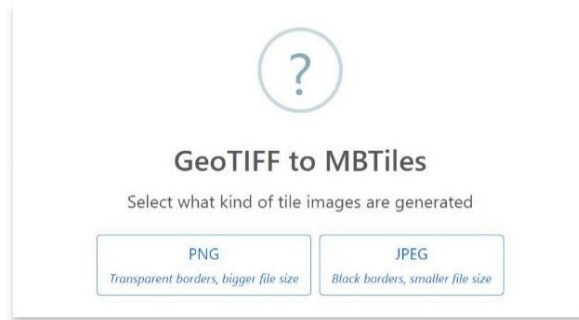 ?
GeoTIFF to MBTiles
Select what kind of tile images are generated
PNG
Transparent borders, bigger file size
JPEG
Black borders, smaller file size